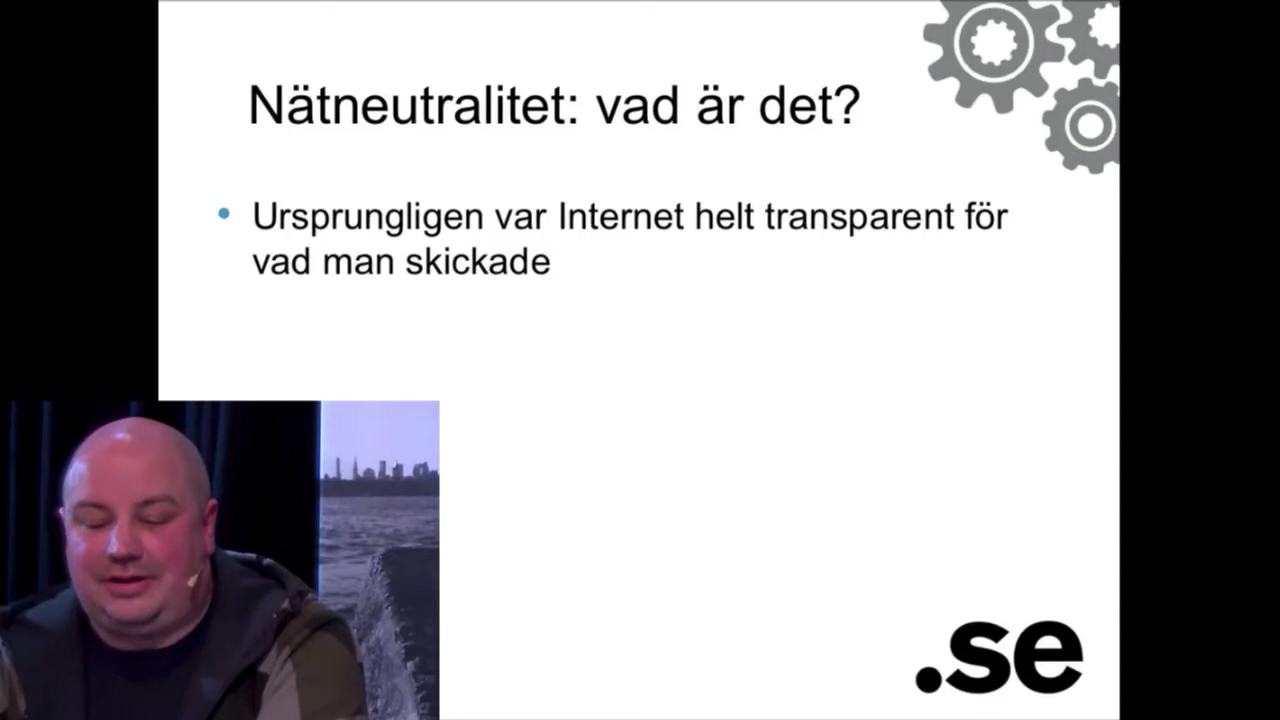 Nätneutralitet: vad är det?
• Ursprungligen var Internet helt transparent för
vad man skickade
.se